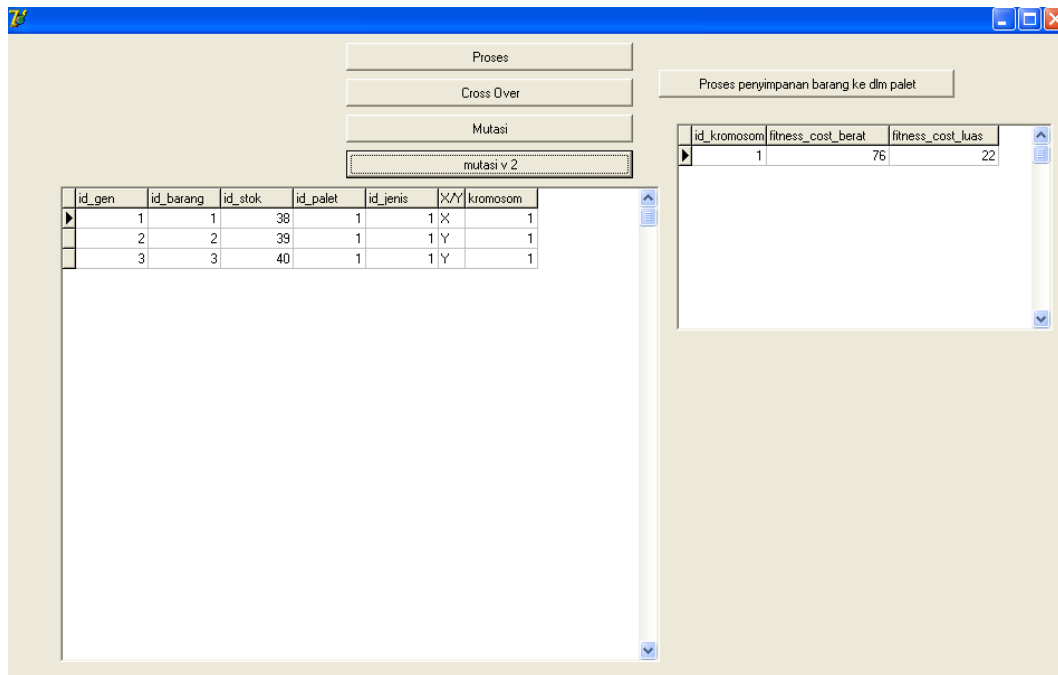 Proses
Cross Over
Mutasi
mutasi v 2
Proses penyimpanan barang ke dlm palet
id_kromosom fitness_cost_berat fitness_cost_luas
1 76 22
id_gen id_barang id_stok id_palet id_jenis X/Y kromosom
1 1 38 1 1 X 1
2 2 39 1 1 Y 1
3 3 40 1 1 Y 1